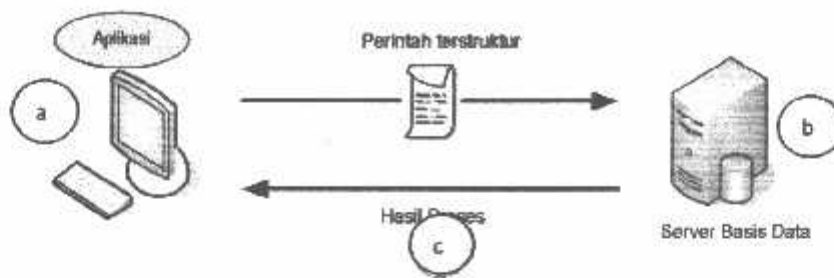 Aplikasi
Perintah terstruktur
a
b
Hasil Proses
c
Server Basis Data